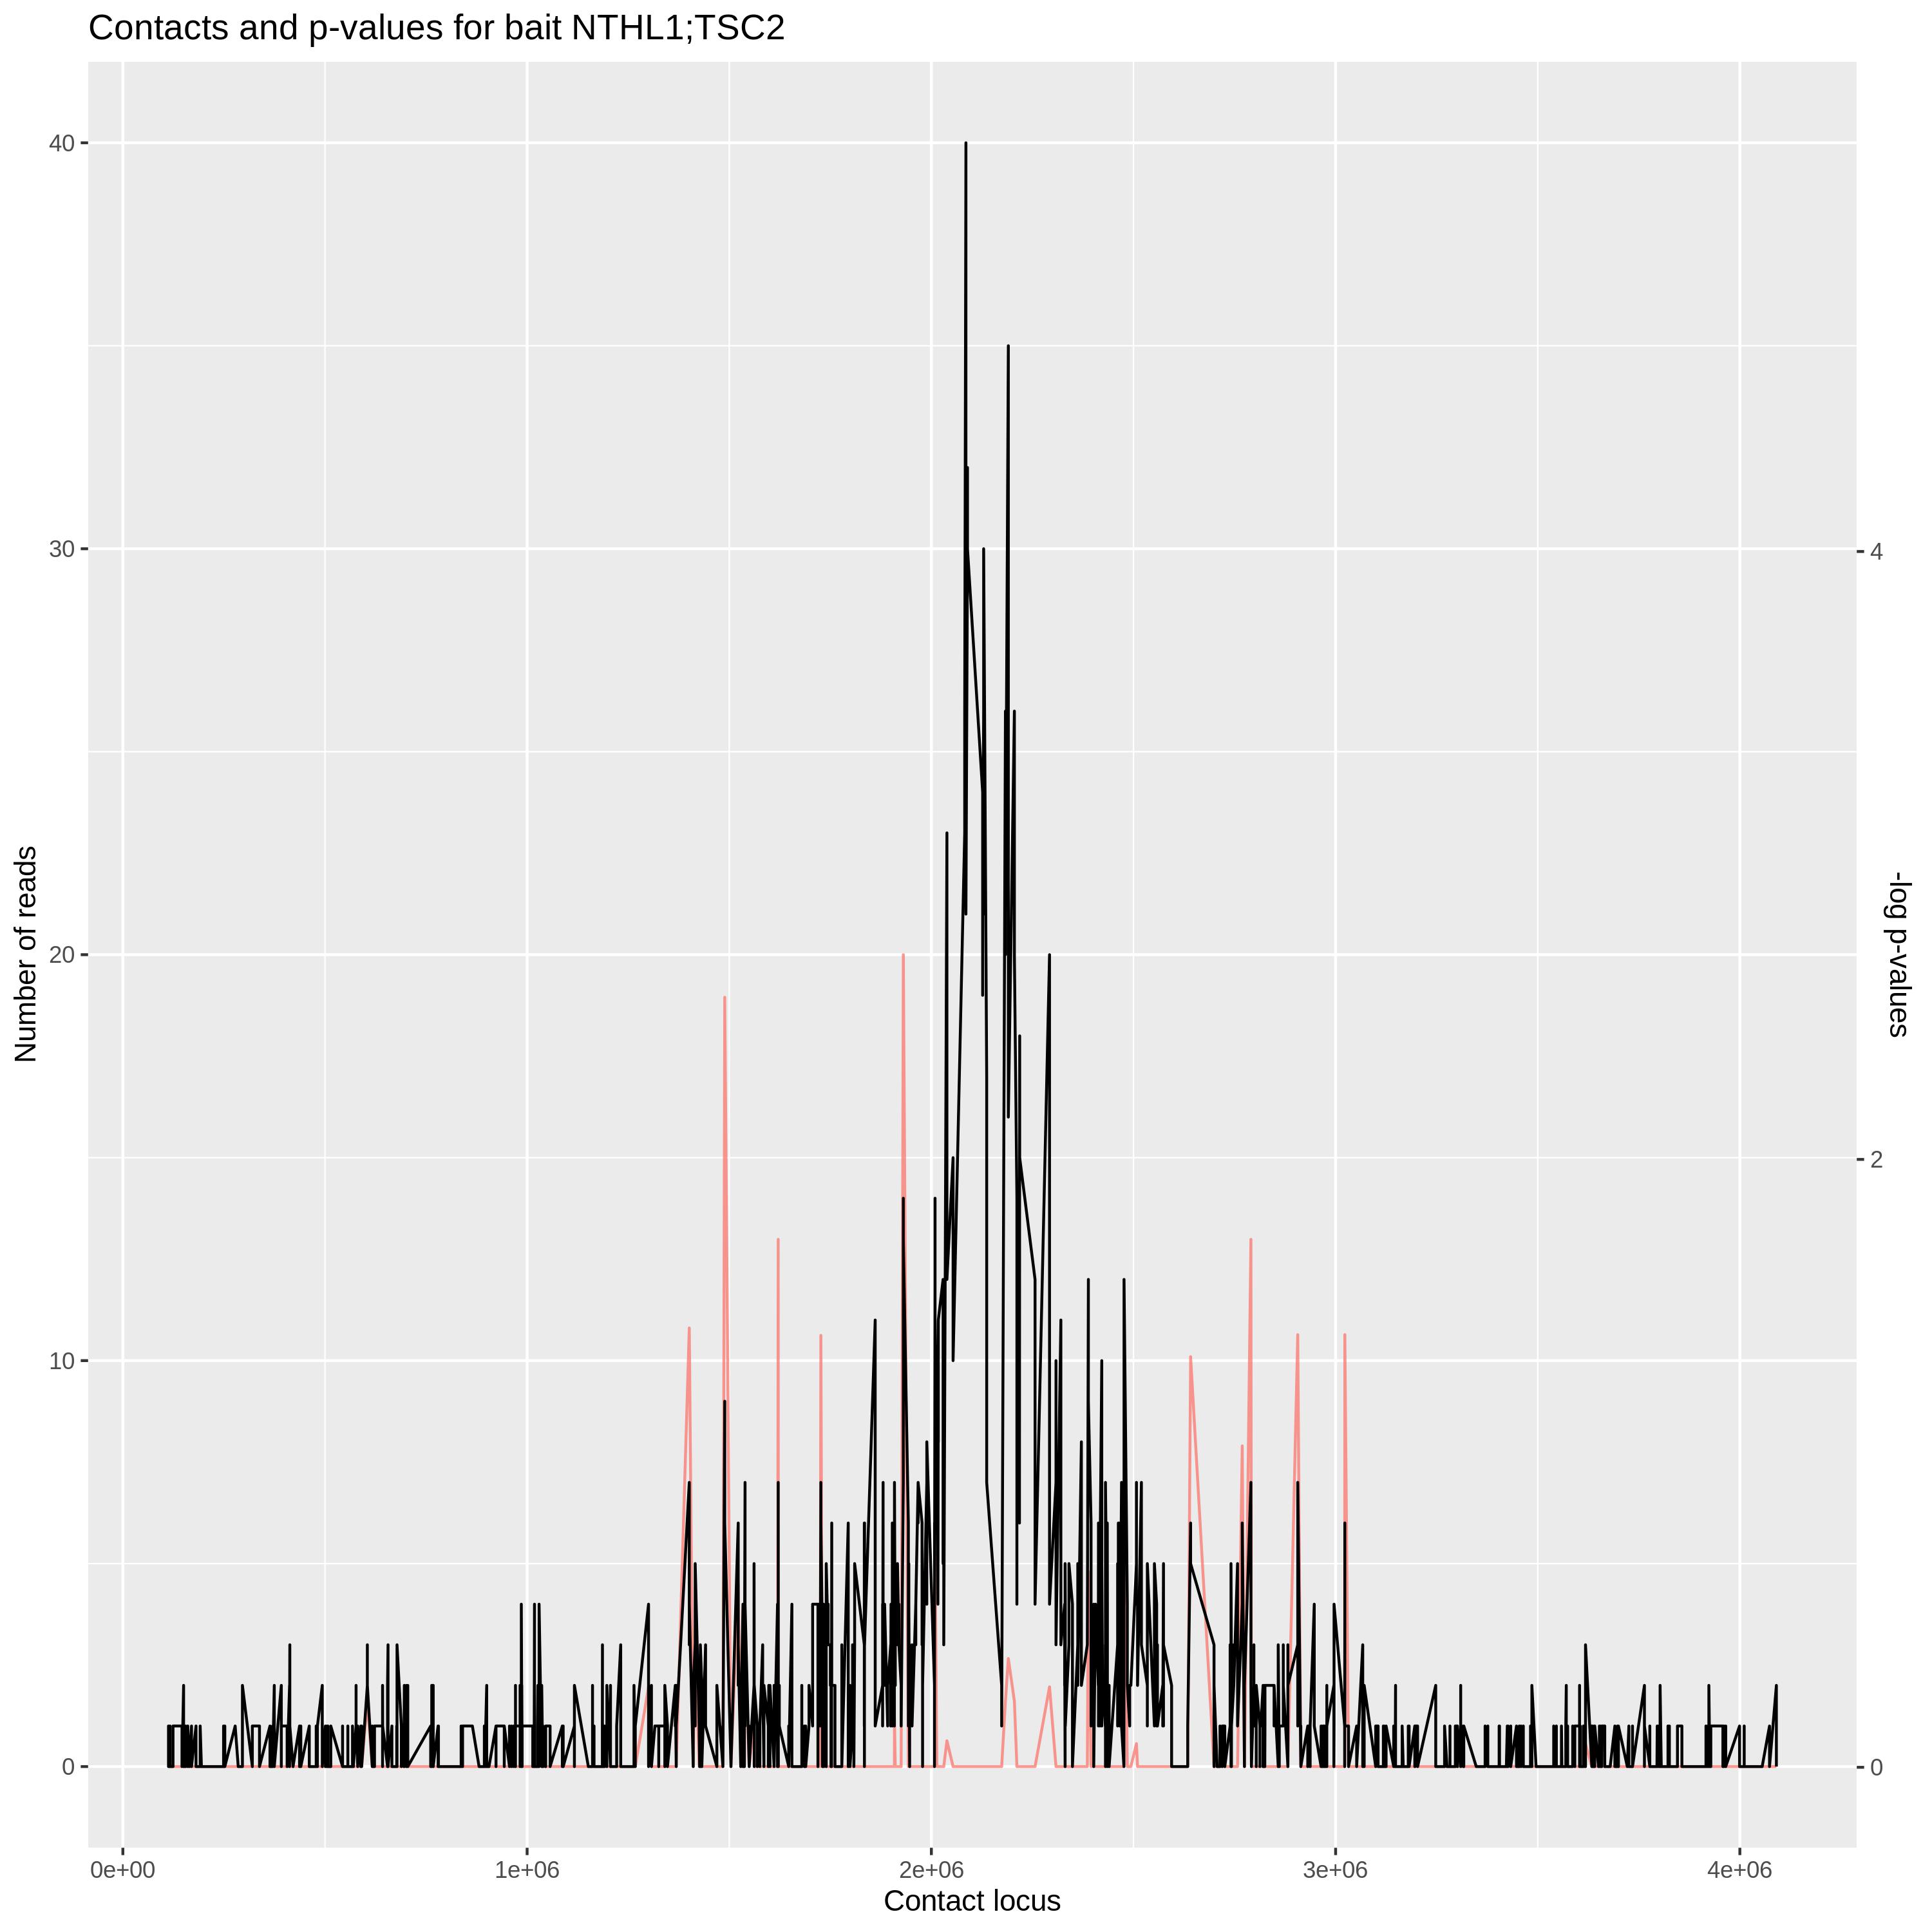 Contacts and p-values for bait NTHL1;TSC2
40
30
20
10
0
Number of reads
4
2
0
-log p-values
0e+00 1e+06 2e+06 3e+06 4e+06
Contact locus